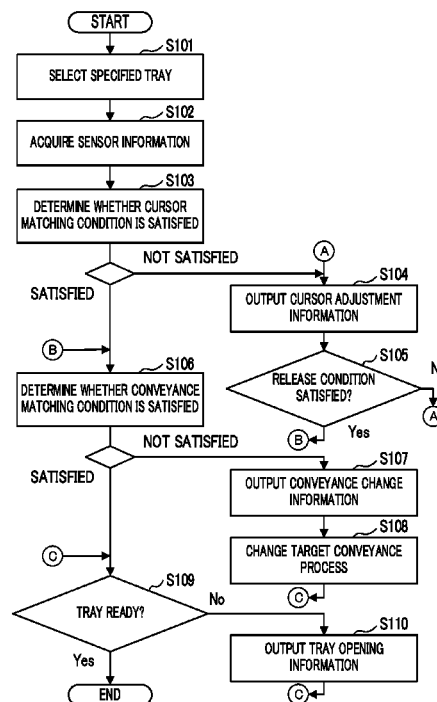 START
S101
SELECT SPECIFIED TRAY
S102
ACQUIRE SENSOR INFORMATION
S103
DETERMINE WHETHER CURSOR
MATCHING CONDITION IS SATISFIED
NOT SATISFIED
SATISFIED
A
S104
OUTPUT CURSOR ADJUSTMENT
INFORMATION
S105
RELEASE CONDITION
SATISFIED?
N
A
Yes
B
B
S106
DETERMINE WHETHER CONVEYANCE
MATCHING CONDITION IS SATISFIED
NOT SATISFIED
SATISFIED
S107
OUTPUT CONVEYANCE CHANGE
INFORMATION
S108
CHANGE TARGET CONVEYANCE
PROCESS
C
C
S109
TRAY READY?
No
Yes
S110
OUTPUT TRAY OPENING
INFORMATION
C
END